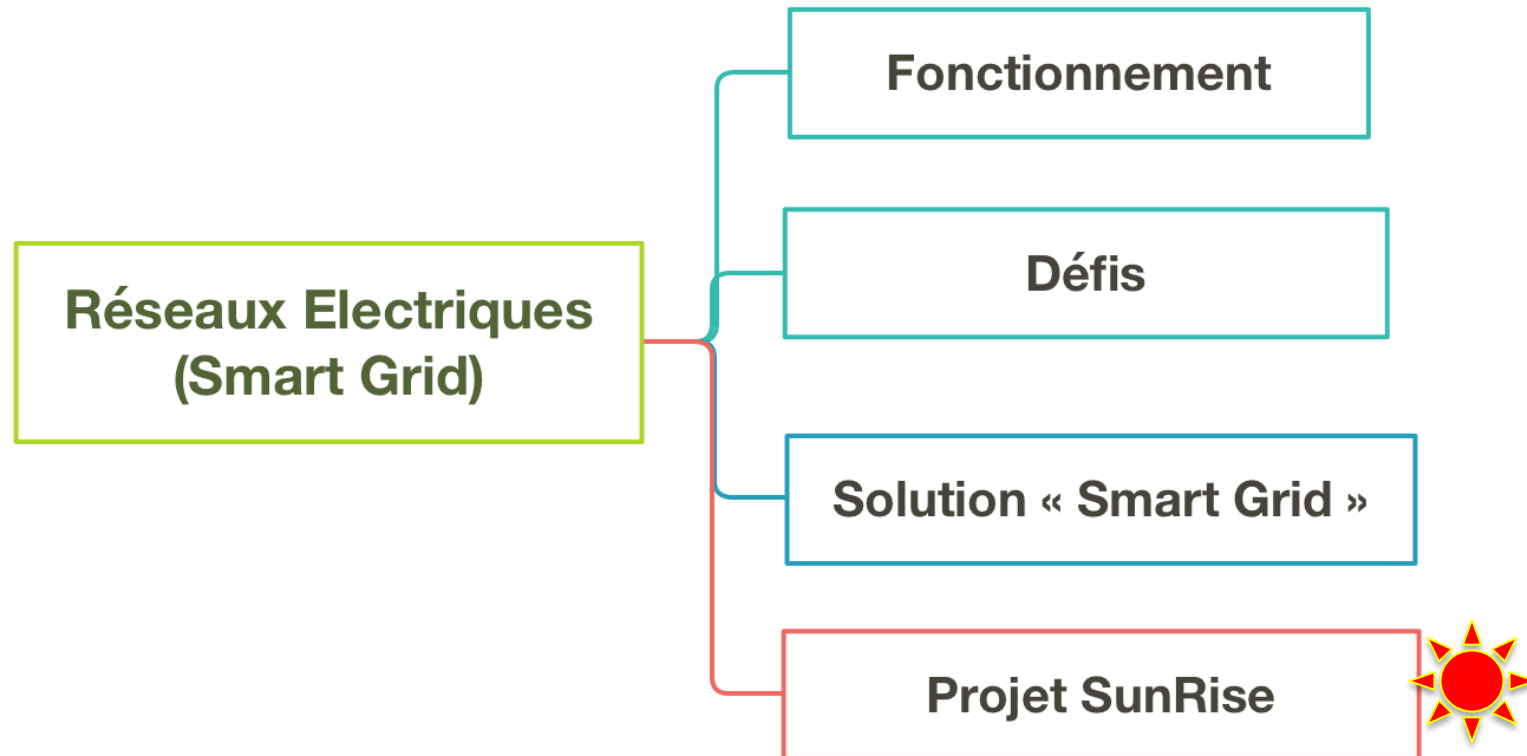 Fonctionnement
Défis
Réseaux Electriques
(Smart Grid)
Solution « Smart Grid »
Projet SunRise